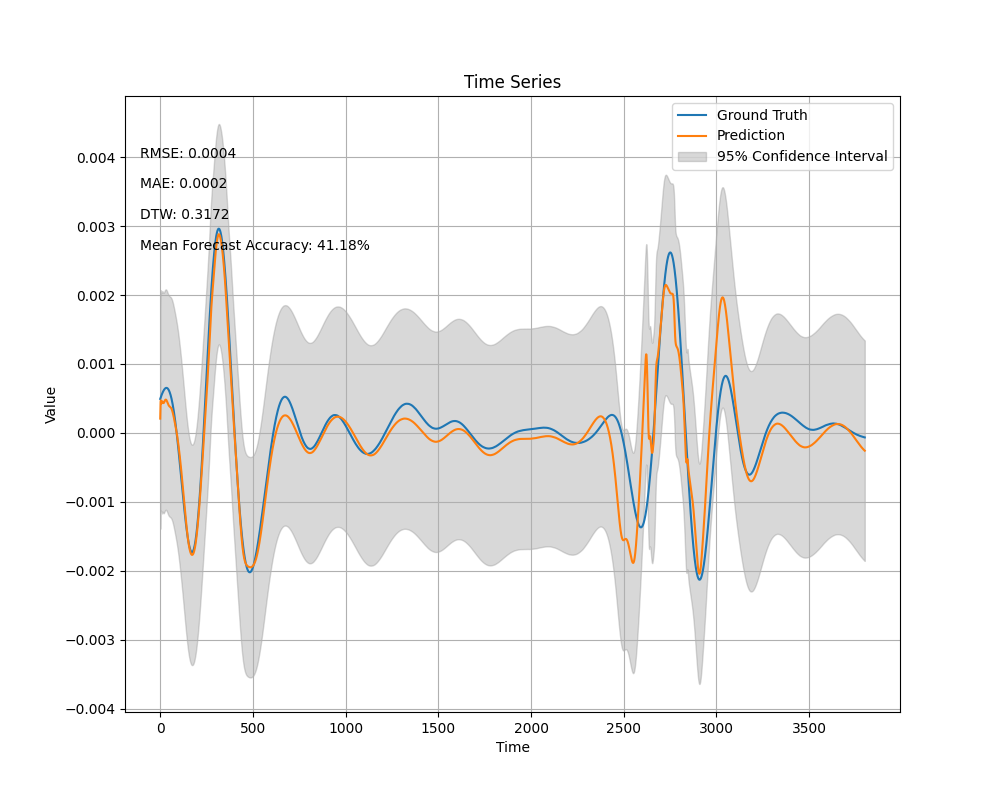 Time Series
Ground Truth
Prediction
95% Confidence Interval
RMSE: 0.0004
MAE: 0.0002
DTW: 0.3172
Mean Forecast Accuracy: 41.18%
Value
0.004
0.003
0.002
0.001
0.000
−0.001
−0.002
−0.003
−0.004
0 500 1000 1500 2000 2500 3000 3500
Time